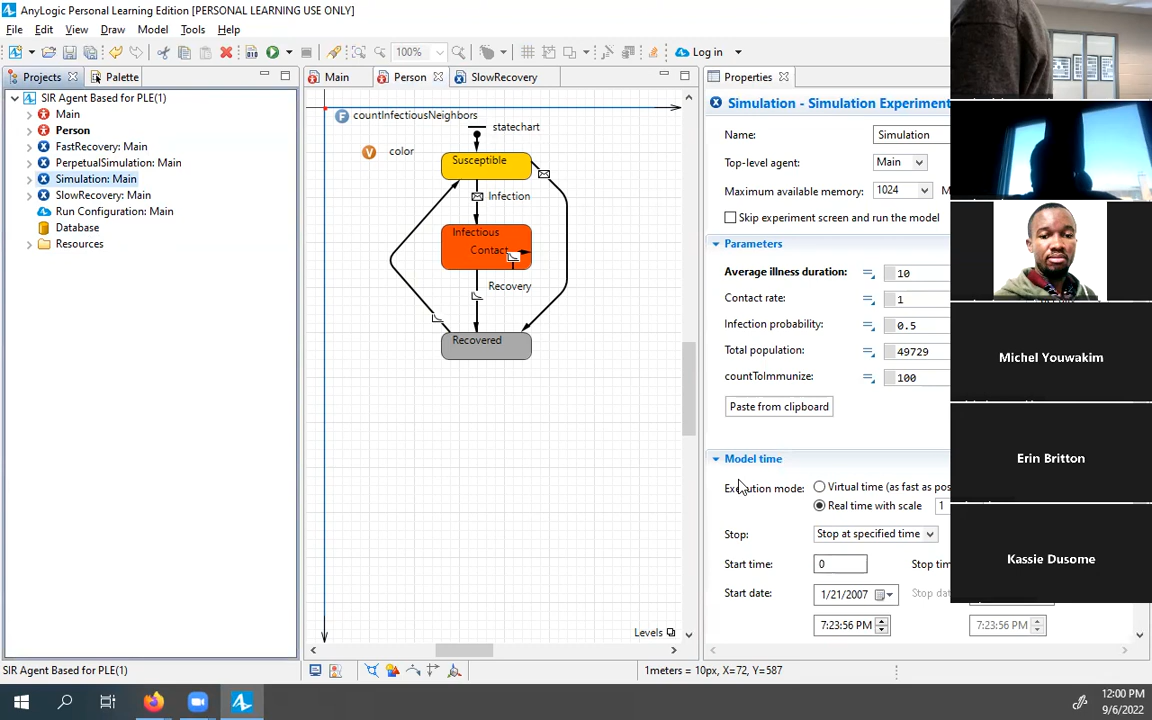 AnyLogic Personal Learning Edition [PERSONAL LEARNING USE ONLY]
File Edit View Draw Model Tools Help
100% Log in
Projects Palette
SIR Agent Based for PLE(1)
Main
Person
FastRecovery: Main
PerpetualSimulation: Main
Simulation: Main
SlowRecovery: Main
Run Configuration: Main
Database
Resources
Main Person SlowRecovery
countInfectiousNeighbors
statechart
color
Susceptible
Infection
Infectious
Contact
Recovery
Recovered
Levels
Properties
Simulation - Simulation Experiment
Name: Simulation
Top-level agent: Main
Maximum available memory: 1024 M
Skip experiment screen and run the model
Parameters
Average illness duration: 10
Contact rate: 1
Infection probability: 0.5
Total population: 49729
countToImmunize: 100
Paste from clipboard
Model time
Execution mode: Virtual time (as fast as pos
Real time with scale 1
Stop: Stop at specified time
Start time: 0 Stop tim
Start date: 1/21/2007 Stop da
7:23:56 PM 7:23:56 PM
Michel Youwakim
Erin Britton
Kassie Dusome
SIR Agent Based for PLE(1)
1meters = 10px, X=72, Y=587
12:00 PM
9/6/2022